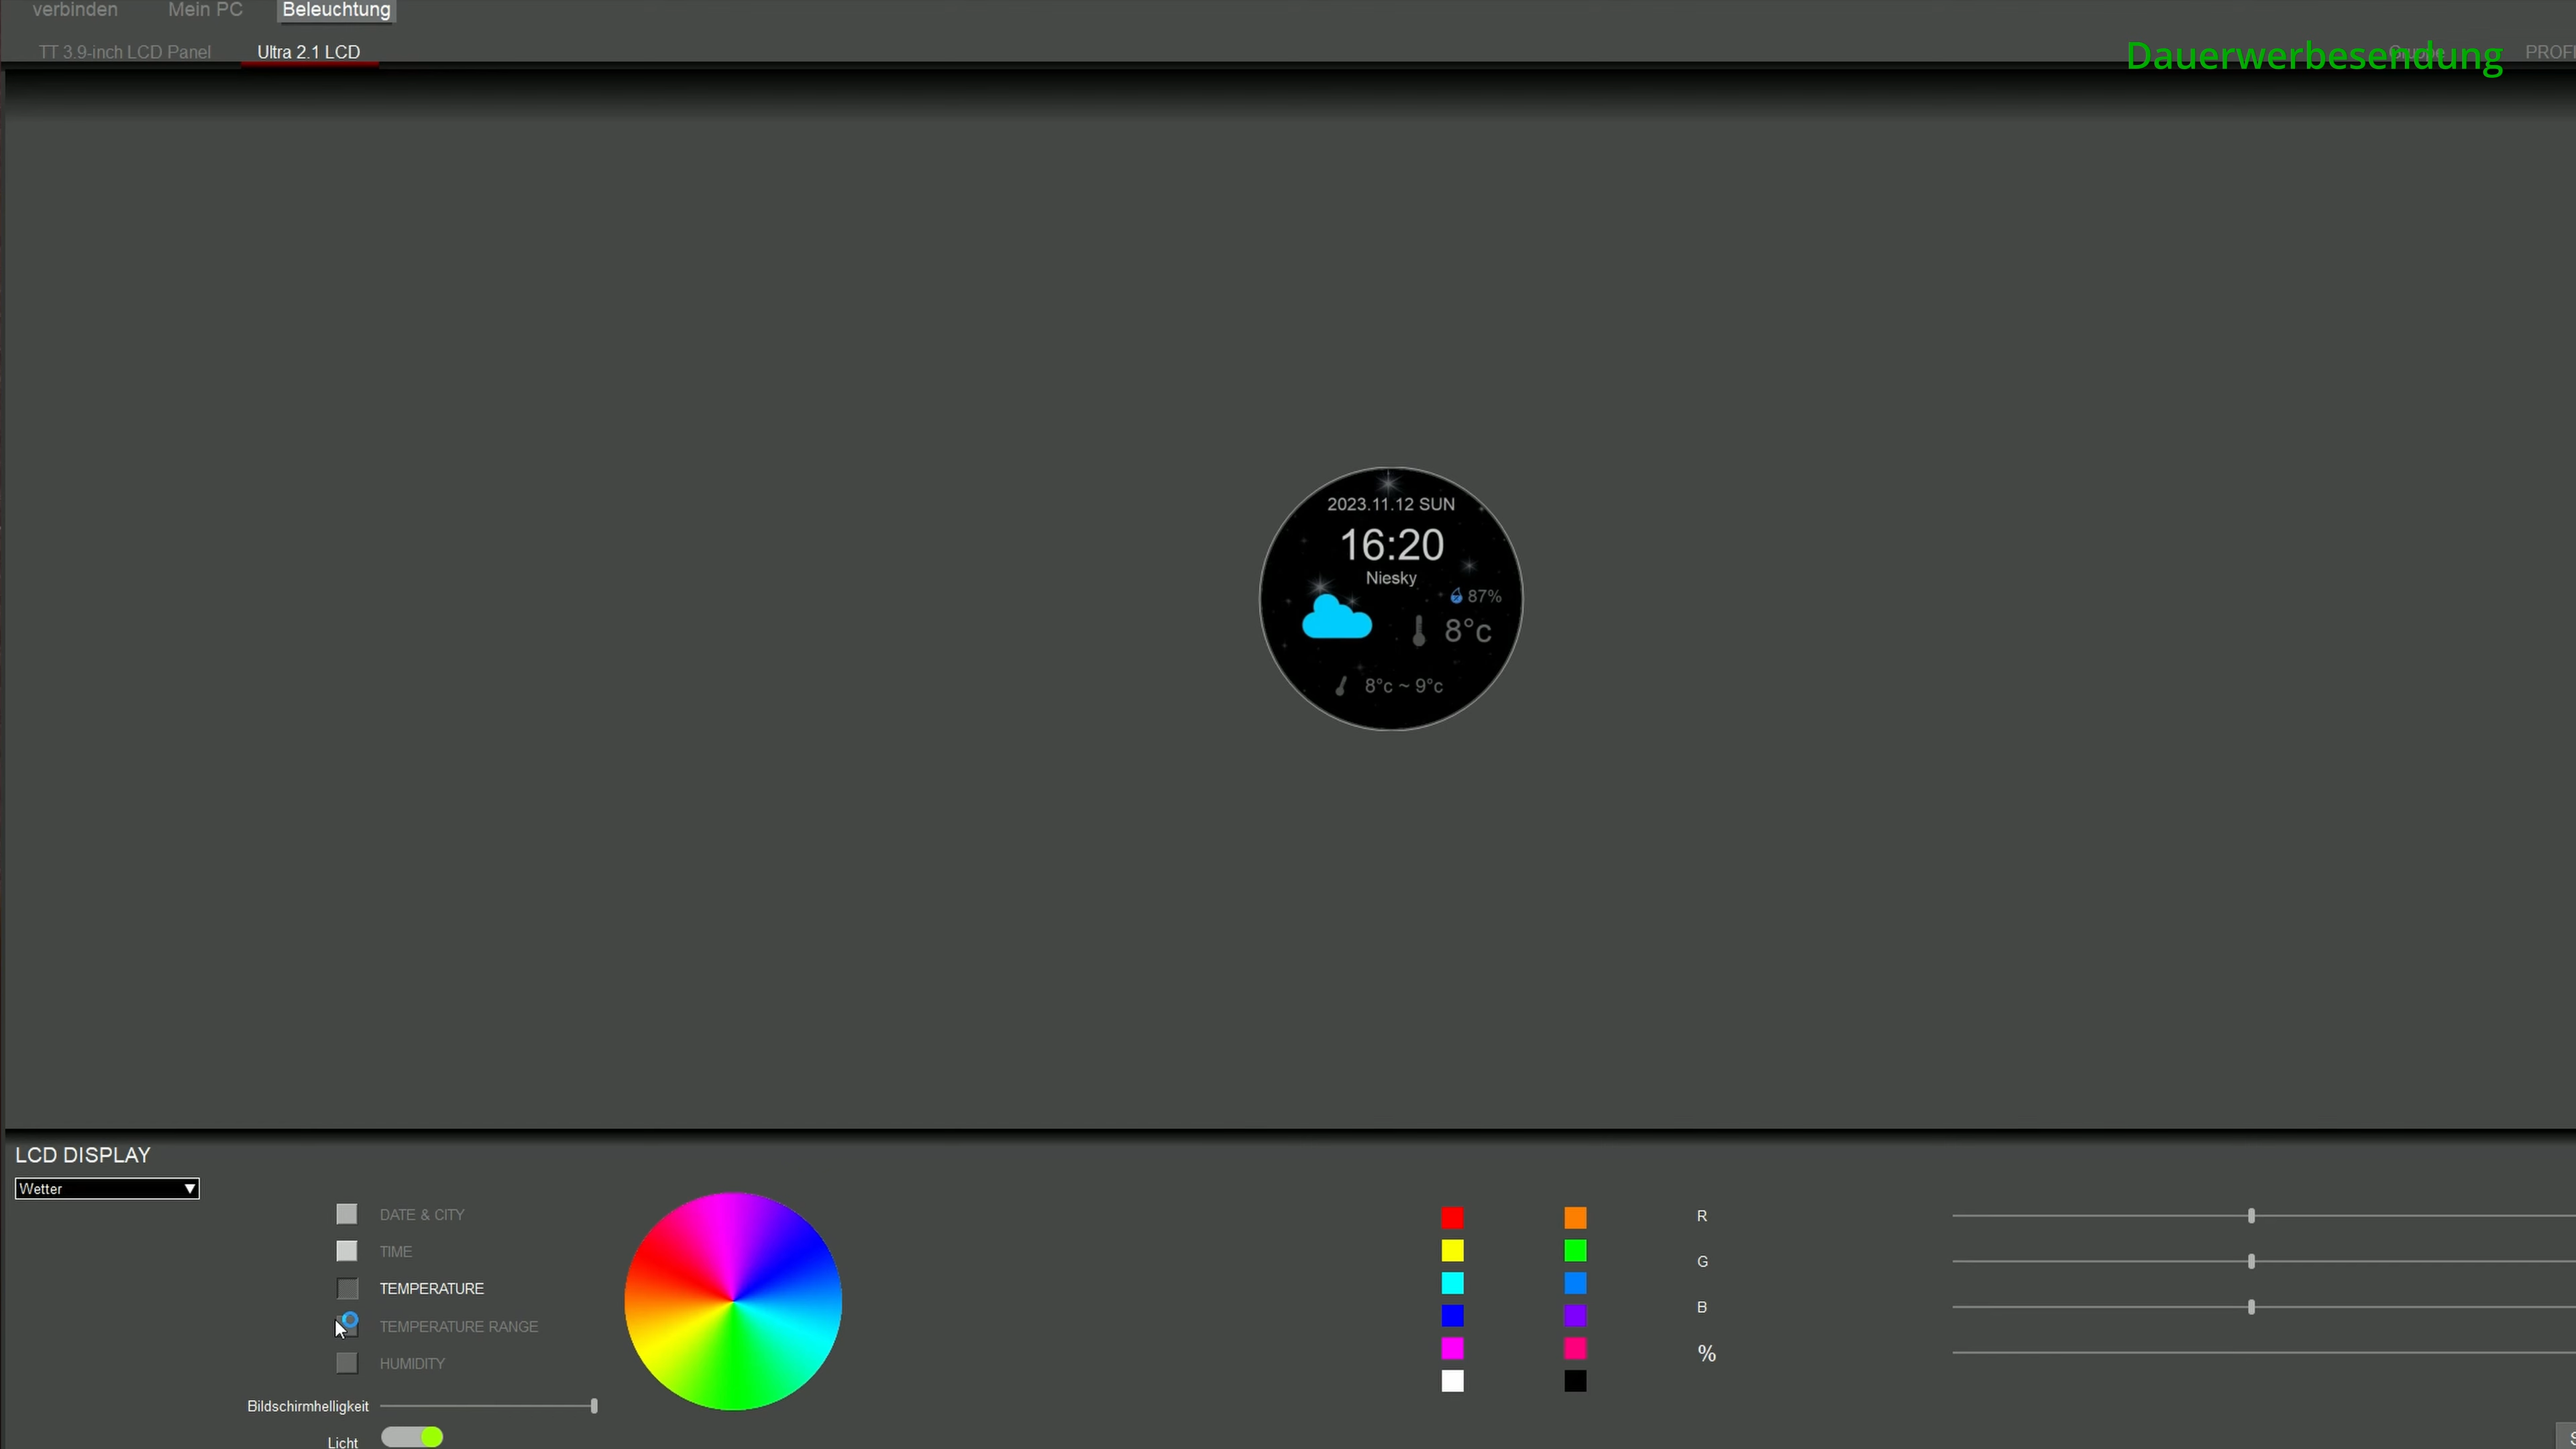 verbinden Mein PC Beleuchtung
TT 3.9-inch LCD Panel Ultra 2.1 LCD
Dauerwerbesendung
Gruppe
2023.11.12 SUN
16:20
Niesky
87%
8°c
8°c ~ 9°c
LCD DISPLAY
Wetter
DATE & CITY
TIME
TEMPERATURE
TEMPERATURE RANGE
HUMIDITY
Bildschirmhelligkeit
Licht
R
G
B
%